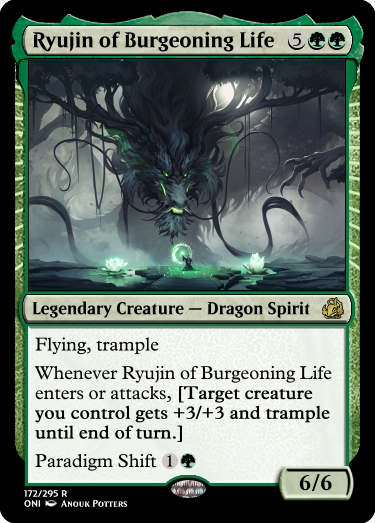 Ryujin of Burgeoning Life 5
Legendary Creature — Dragon Spirit
Flying, trample
Whenever Ryujin of Burgeoning Life
enters or attacks, [Target creature
you control gets +3/+3 and trample
until end of turn.]
Paradigm Shift 1
6/6
172/295 R
ONI Anouk Potters